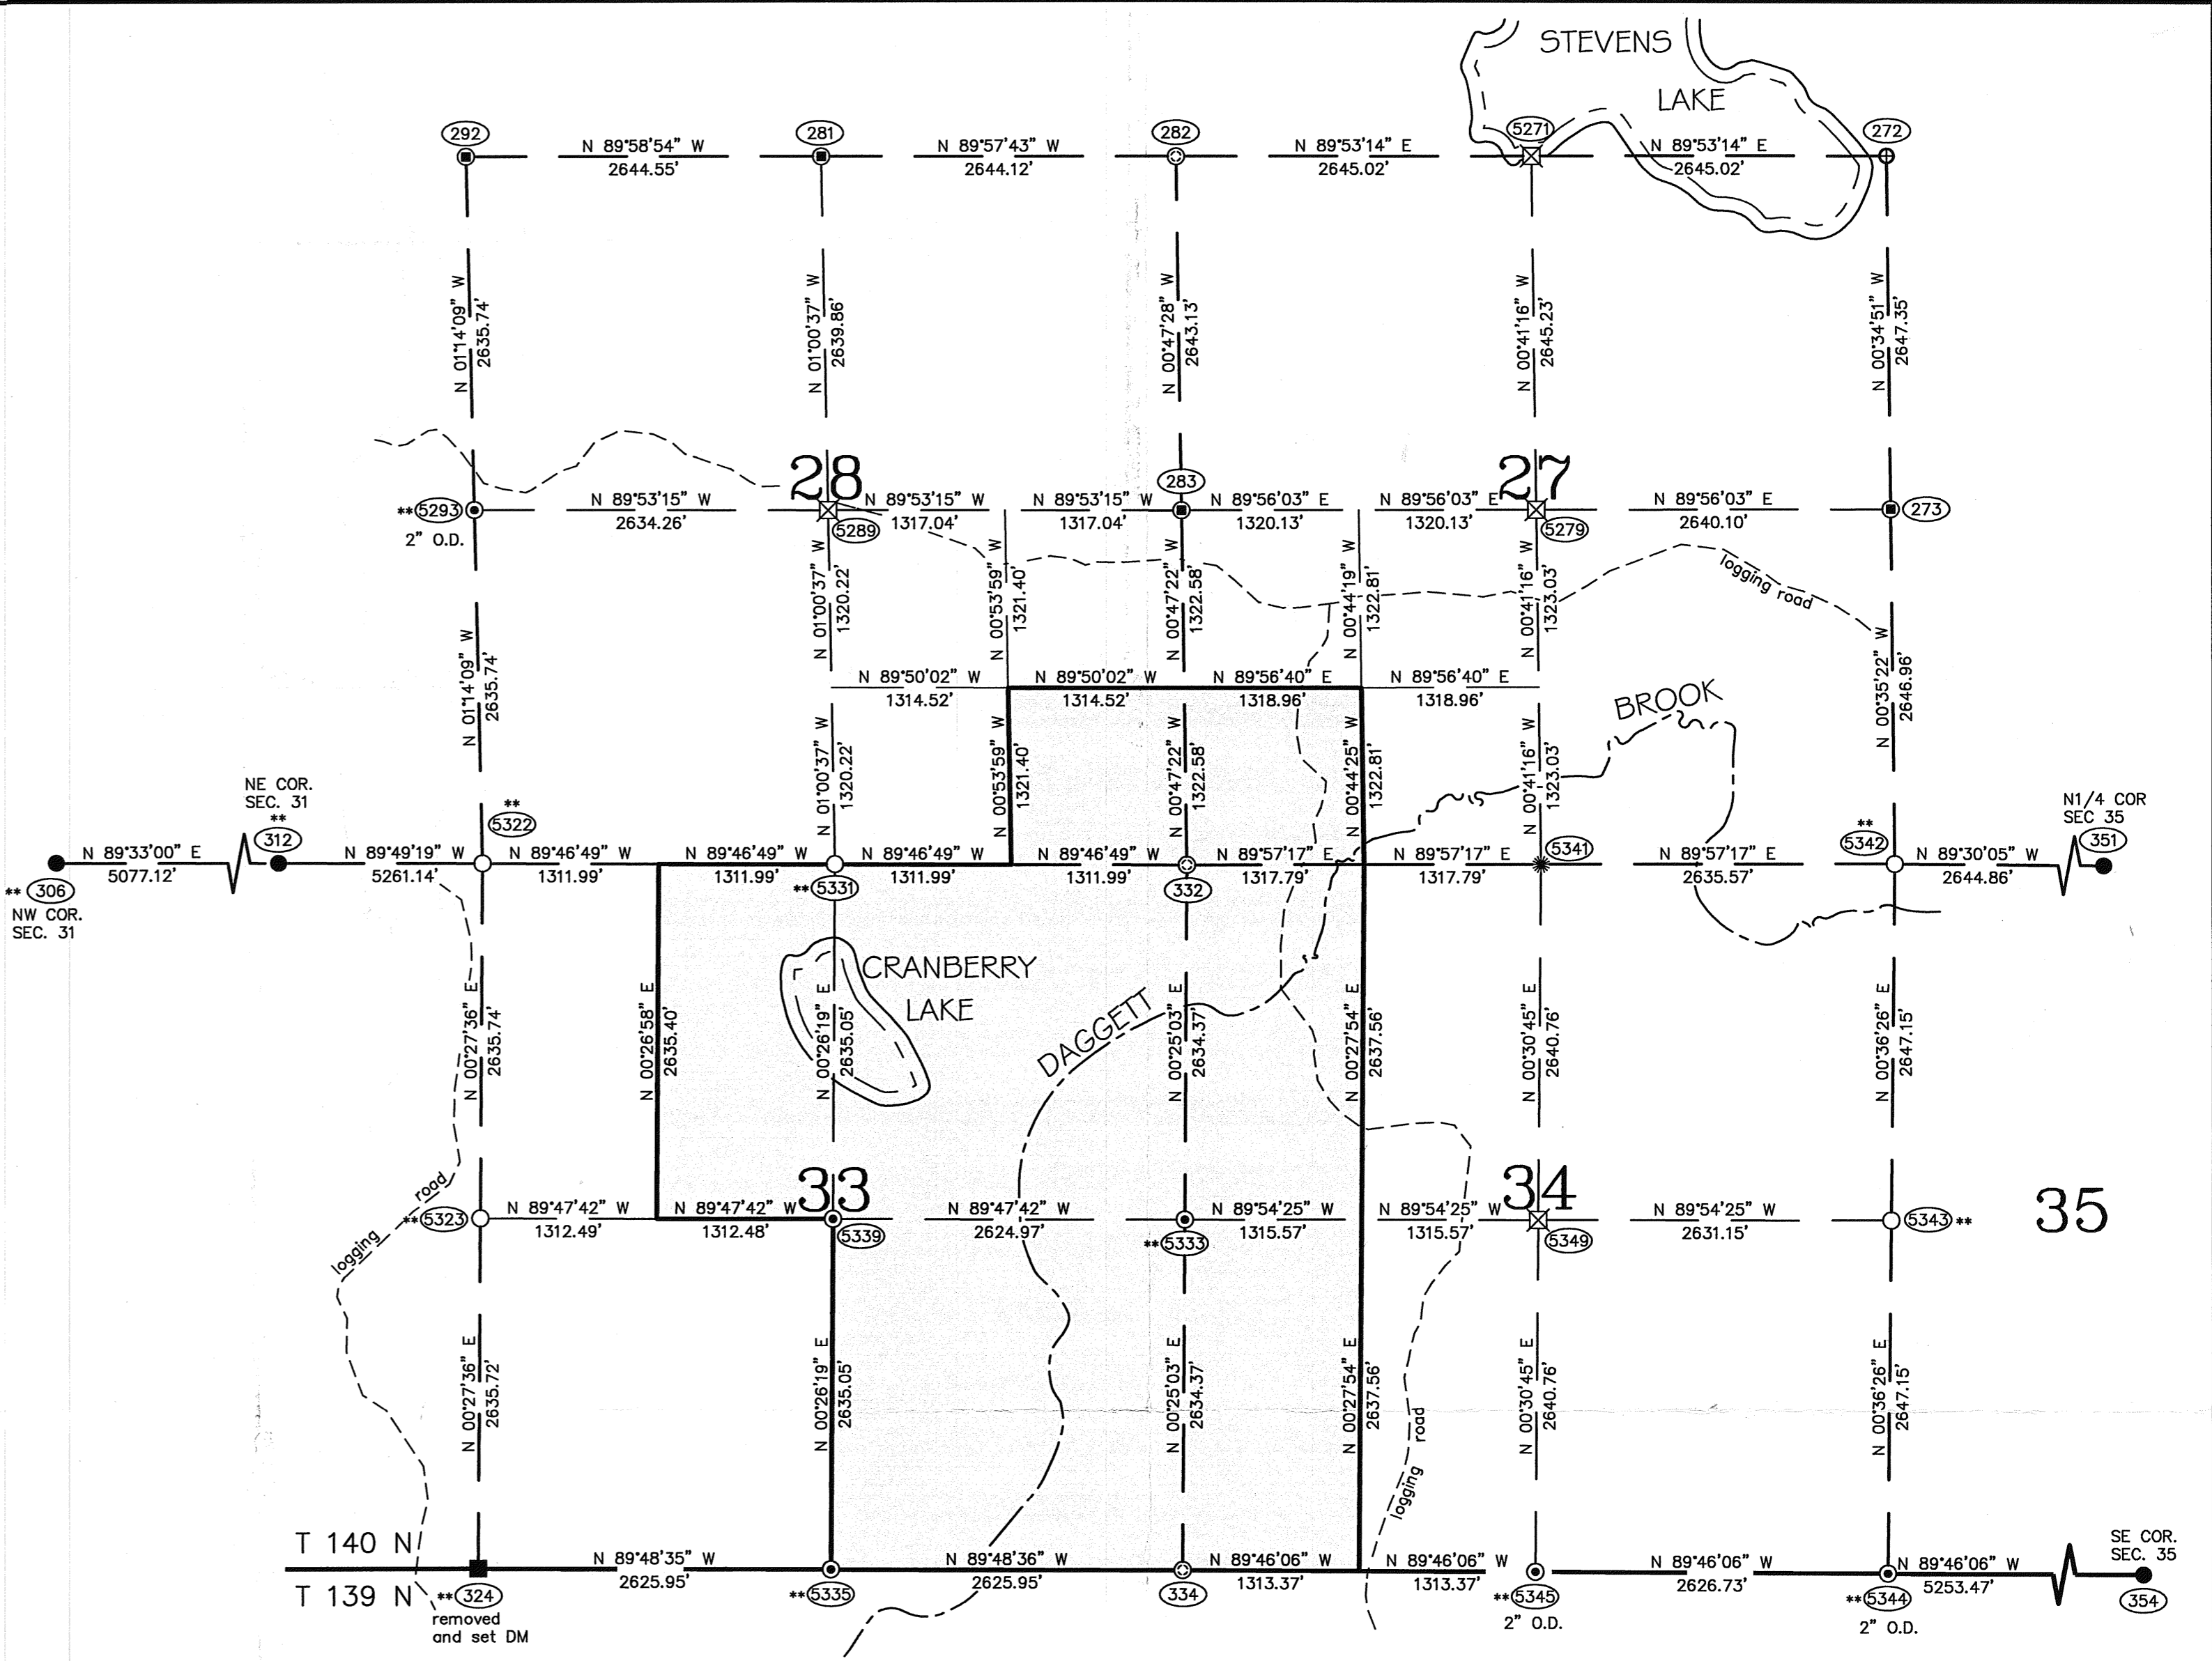 STEVENS
LAKE
292
281
282
5271
272
N 89°58'54" W
2644.55'
N 89°57'43" W
2644.12'
N 89°53'14" E
2645.02'
N 89°53'14" E
2645.02'
N 01°14'09" W
2635.74'
N 01°00'37" W
2639.86'
N 00°47'28" W
2643.13'
N 00°41'16" W
2645.23'
N 00°34'51" W
2647.35'
28
27
**5293
2" O.D.
N 89°53'15" W
2634.26'
5289
N 89°53'15" W
1317.04'
N 89°53'15" W
1317.04'
283
N 89°56'03" E
1320.13'
N 89°56'03" E
1320.13'
5279
N 89°56'03" E
2640.10'
273
N 01°14'09" W
2635.74'
N 01°00'37" W
1320.22'
N 00°53'59" W
1321.40'
N 00°47'22" W
1322.58'
N 00°44'19" W
1322.81'
N 00°41'16" W
1323.03'
logging road
N 00°35'22" W
2646.96'
N 89°50'02" W
1314.52'
N 89°50'02" W
1314.52'
N 89°56'40" E
1318.96'
N 89°56'40" E
1318.96'
BROOK
N 01°00'37" W
1320.22'
N 00°53'59" W
1321.40'
N 00°47'22" W
1322.58'
N 00°44'25" W
1322.81'
N 00°41'16" W
1323.03'
NE COR.
SEC. 31
**
312
**
5322
N 89°33'00" E
5077.12'
** 306
NW COR.
SEC. 31
N 89°49'19" W
5261.14'
N 89°46'49" W
1311.99'
N 89°46'49" W
1311.99'
**5331
N 89°46'49" W
1311.99'
N 89°46'49" W
1311.99'
332
N 89°57'17" E
1317.79'
N 89°57'17" E
1317.79'
5341
N 89°57'17" E
2635.57'
**
5342
N 89°30'05" W
2644.86'
N1/4 COR
SEC 35
351
CRANBERRY
LAKE
DAGGETT
N 00°27'36" E
2635.74'
N 00°26'58" E
2635.40'
N 00°26'19" E
2635.05'
N 00°25'03" E
2634.37'
N 00°27'54" E
2637.56'
N 00°30'45" E
2640.76'
N 00°36'26" E
2647.15'
33
34
35
**5323
N 89°47'42" W
1312.49'
N 89°47'42" W
1312.48'
5339
N 89°47'42" W
2624.97'
**5333
N 89°54'25" W
1315.57'
N 89°54'25" W
1315.57'
5349
N 89°54'25" W
2631.15'
5343 **
logging road
N 00°27'36" E
2635.72'
N 00°26'19" E
2635.05'
N 00°25'03" E
2634.37'
N 00°27'54" E
2637.56'
logging road
N 00°30'45" E
2640.76'
N 00°36'26" E
2647.15'
T 140 N
T 139 N
**324
removed
and set DM
N 89°48'35" W
2625.95'
**5335
N 89°48'36" W
2625.95'
334
N 89°46'06" W
1313.37'
N 89°46'06" W
1313.37'
**5345
2" O.D.
N 89°46'06" W
2626.73'
**5344
2" O.D.
N 89°46'06" W
5253.47'
SE COR.
SEC. 35
354